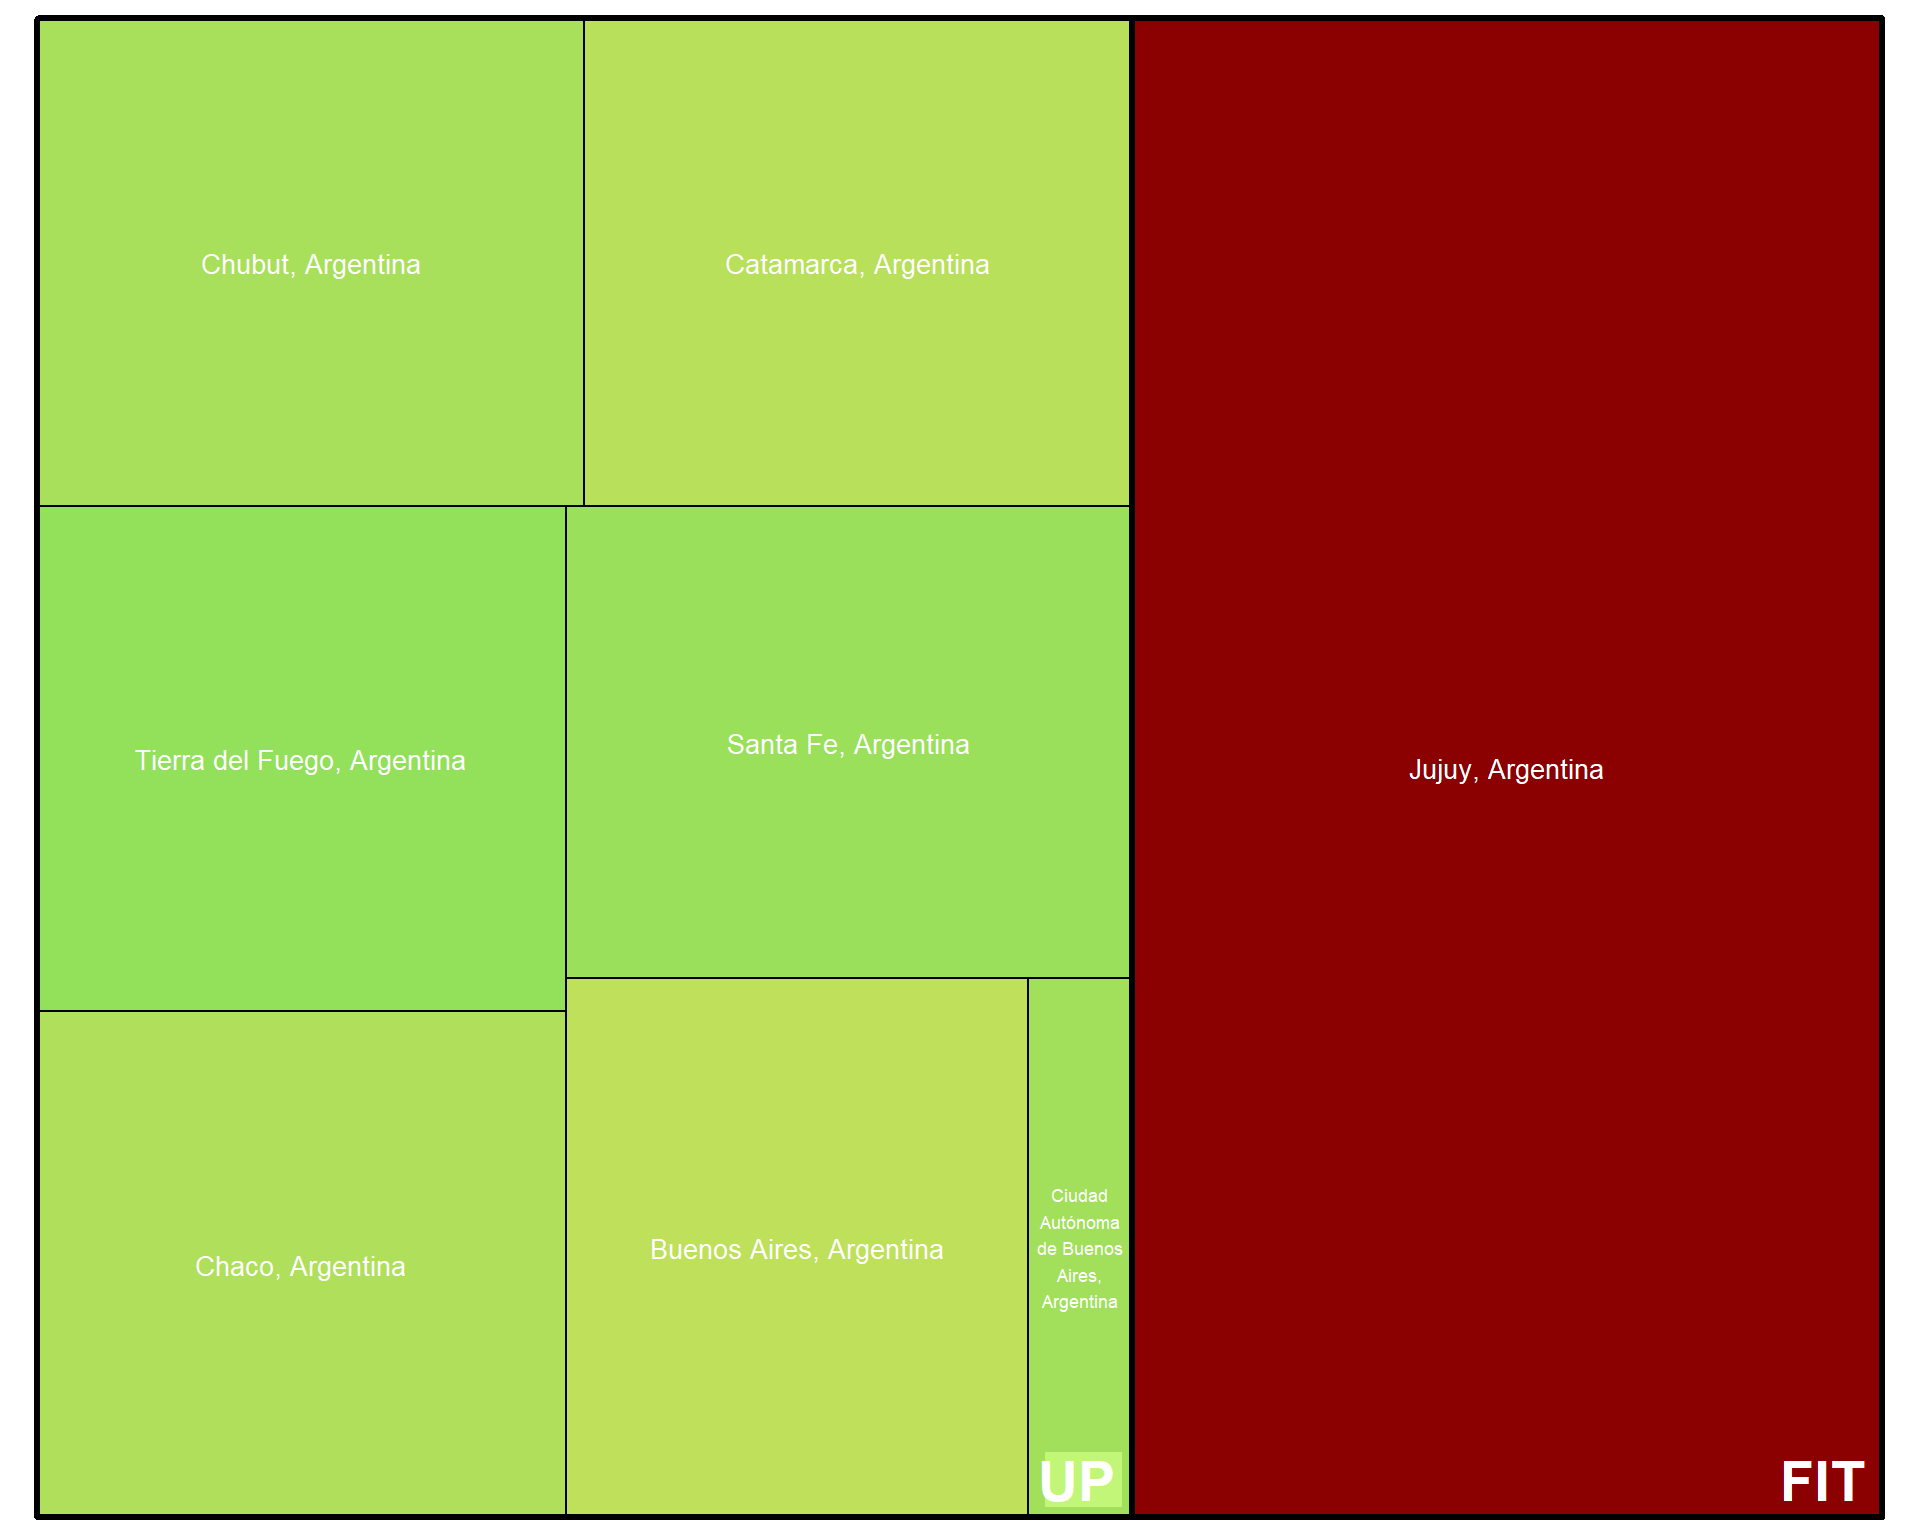 Chubut, Argentina
Catamarca, Argentina
Tierra del Fuego, Argentina
Santa Fe, Argentina
Jujuy, Argentina
Chaco, Argentina
Buenos Aires, Argentina
Ciudad
Autónoma
de Buenos
Aires,
Argentina
UP
FIT